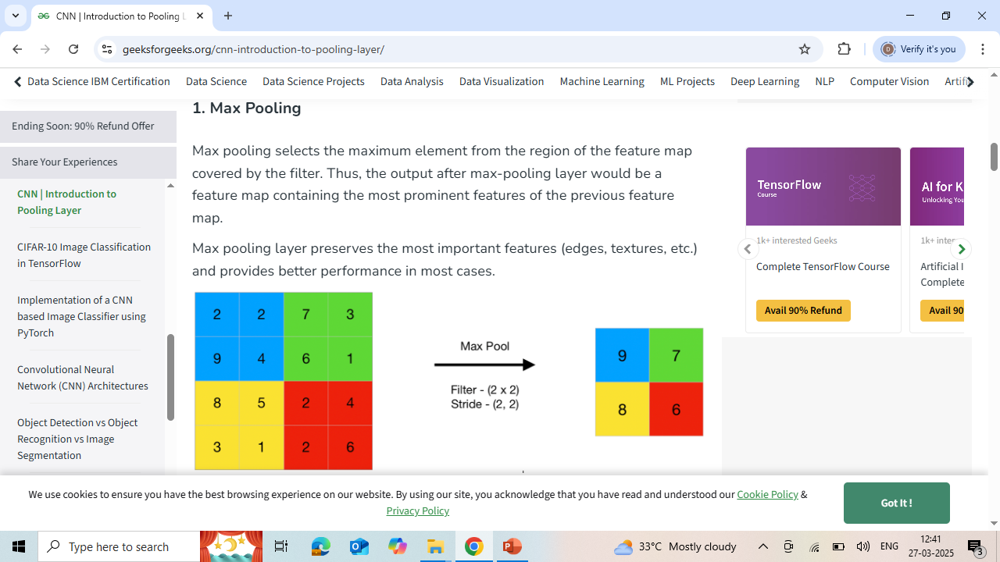 CNN | Introduction to Pooling L
geeksforgeeks.org/cnn-introduction-to-pooling-layer/
D
Verify it's you
Data Science IBM Certification Data Science Data Science Projects Data Analysis Data Visualization Machine Learning ML Projects Deep Learning NLP Computer Vision Artifi
Ending Soon: 90% Refund Offer
Share Your Experiences
CNN | Introduction to
Pooling Layer
CIFAR-10 Image Classification
in TensorFlow
Implementation of a CNN
based Image Classifier using
PyTorch
Convolutional Neural
Network (CNN) Architectures
Object Detection vs Object
Recognition vs Image
Segmentation
1. Max Pooling
Max pooling selects the maximum element from the region of the feature map
covered by the filter. Thus, the output after max-pooling layer would be a
feature map containing the most prominent features of the previous feature
map.
Max pooling layer preserves the most important features (edges, textures, etc.)
and provides better performance in most cases.
2 2 7 3
9 4 6 1
8 5 2 4
3 1 2 6
Max Pool
Filter - (2 x 2)
Stride - (2, 2)
9 7
8 6
TensorFlow
Course
1k+ interested Geeks
Complete TensorFlow Course
Avail 90% Refund
AI for K
Unlocking You
1k+ inter
Artificial I
Complete
Avail 90
We use cookies to ensure you have the best browsing experience on our website. By using our site, you acknowledge that you have read and understood our Cookie Policy &
Privacy Policy
Got It !
Type here to search
33°C Mostly cloudy
ENG
12:41
27-03-2025
3